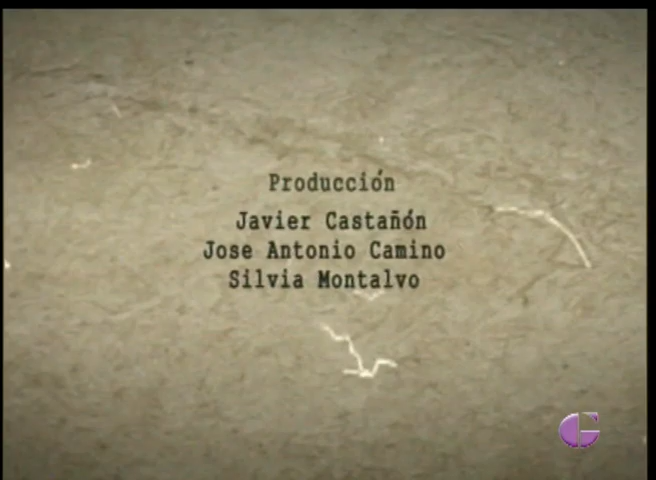 Producción
Javier Castañón
Jose Antonio Camino
Silvia Montalvo